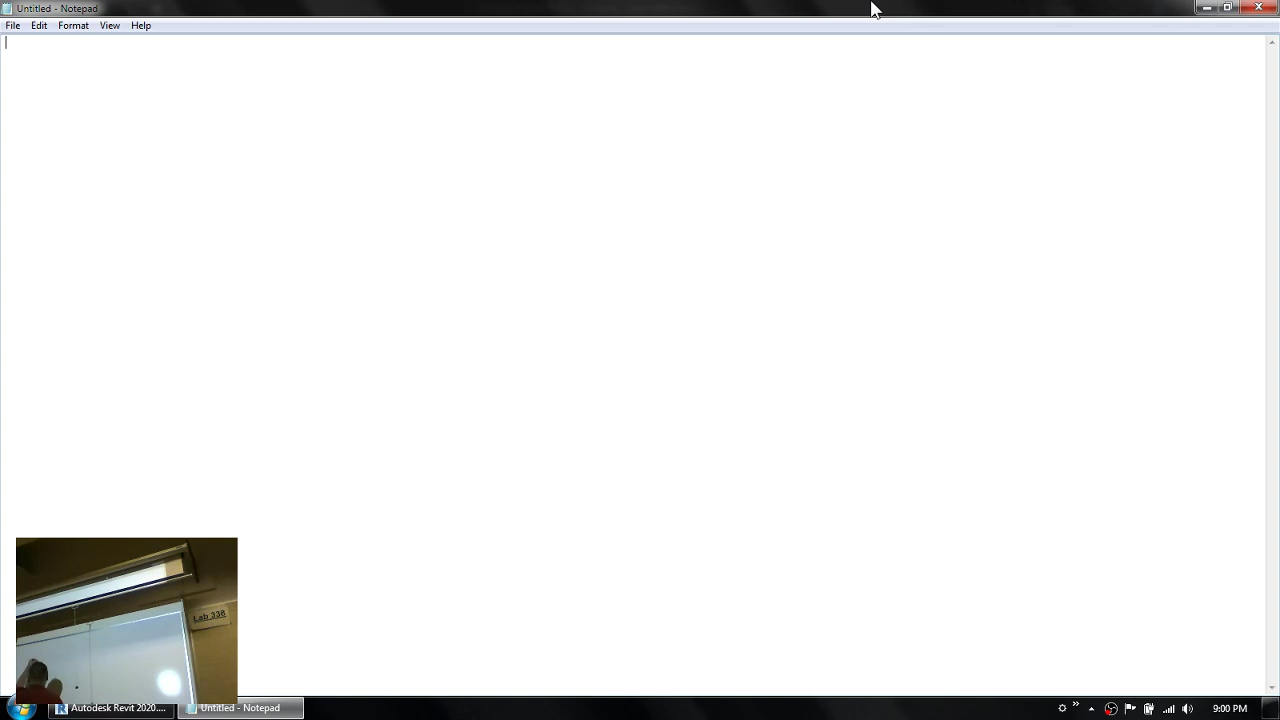 Untitled - Notepad
File Edit Format View Help
Lab 338
Autodesk Revit 2020....
Untitled - Notepad
9:00 PM